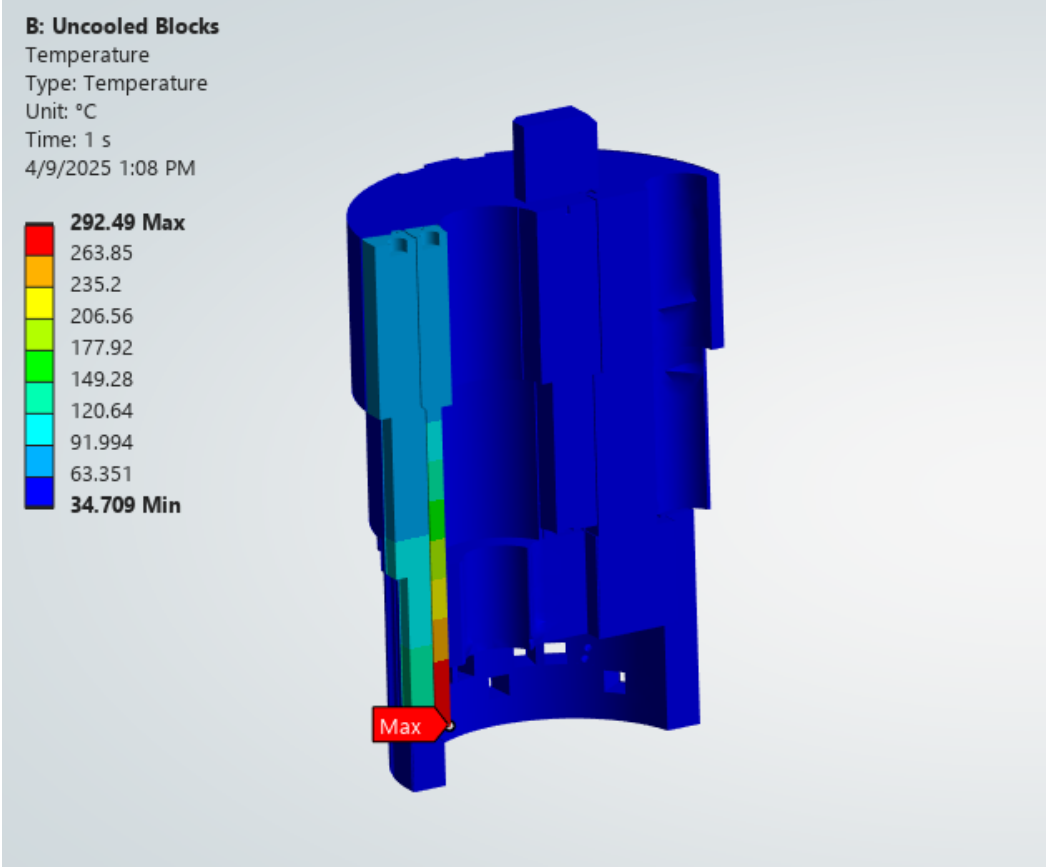 B: Uncooled Blocks
Temperature
Type: Temperature
Unit: °C
Time: 1 s
4/9/2025 1:08 PM
292.49 Max
263.85
235.2
206.56
177.92
149.28
120.64
91.994
63.351
34.709 Min
Max